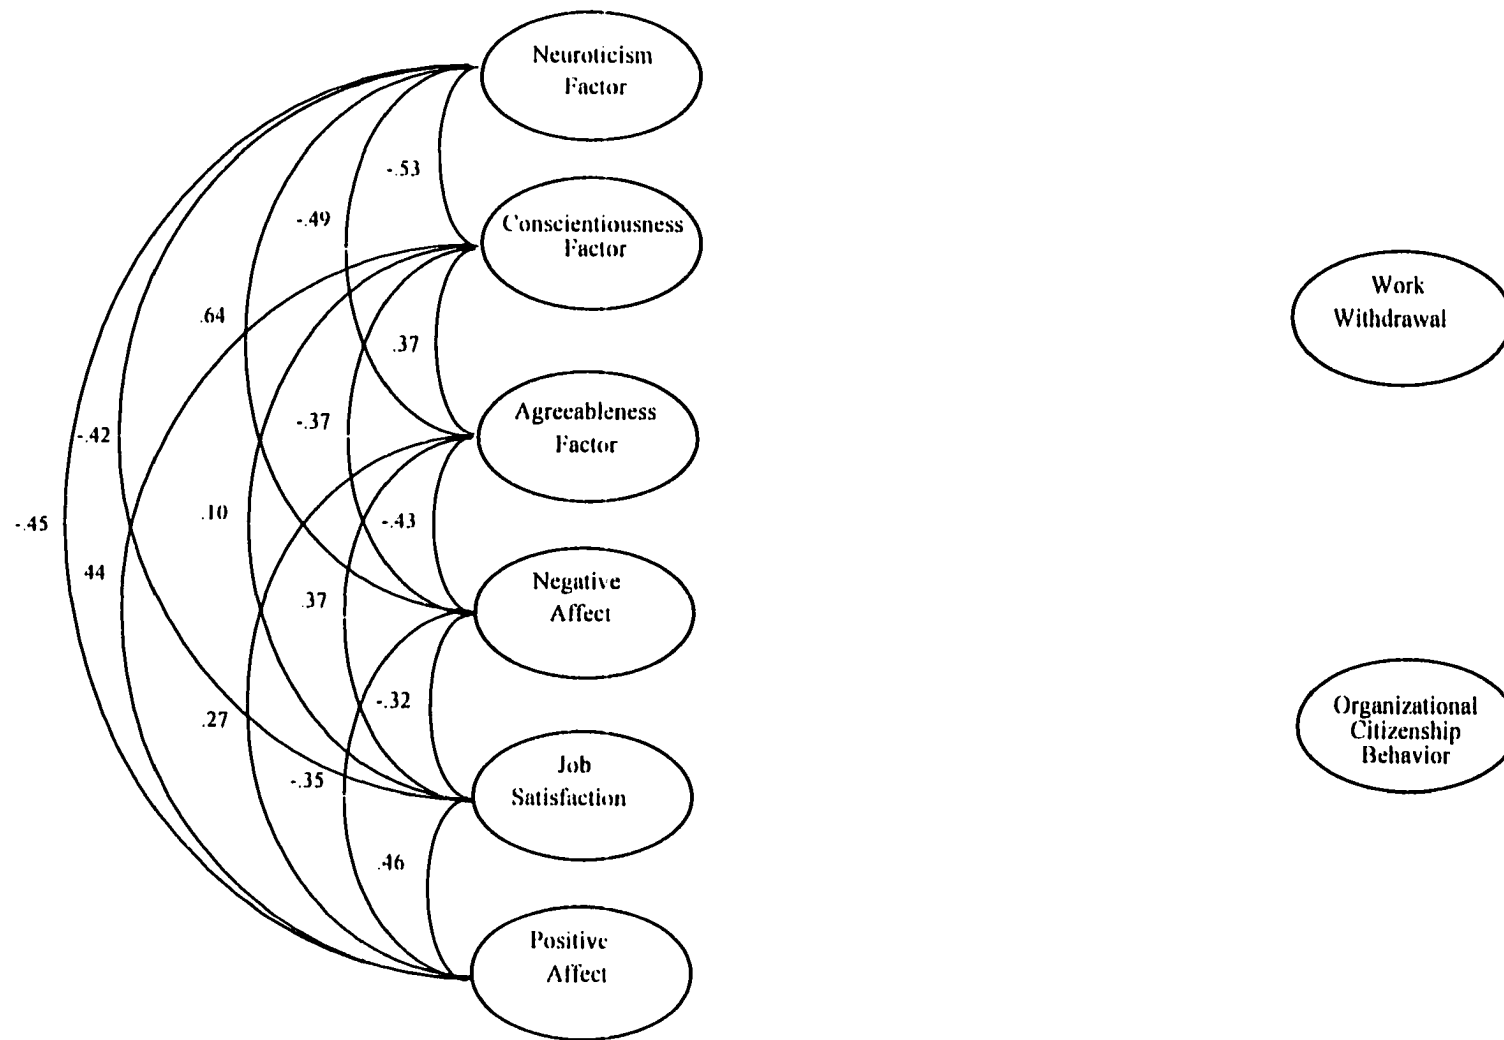 Neuroticism
Factor
-.53
-.49
Conscientiousness
Factor
Work
Withdrawal
.64
.37
Agreeableness
Factor
-.42
-.37
-.45
.10
-.43
44
Negative
Affect
.37
-.32
Organizational
Citizenship
Behavior
.27
-.35
Job
Satisfaction
.46
Positive
Affect